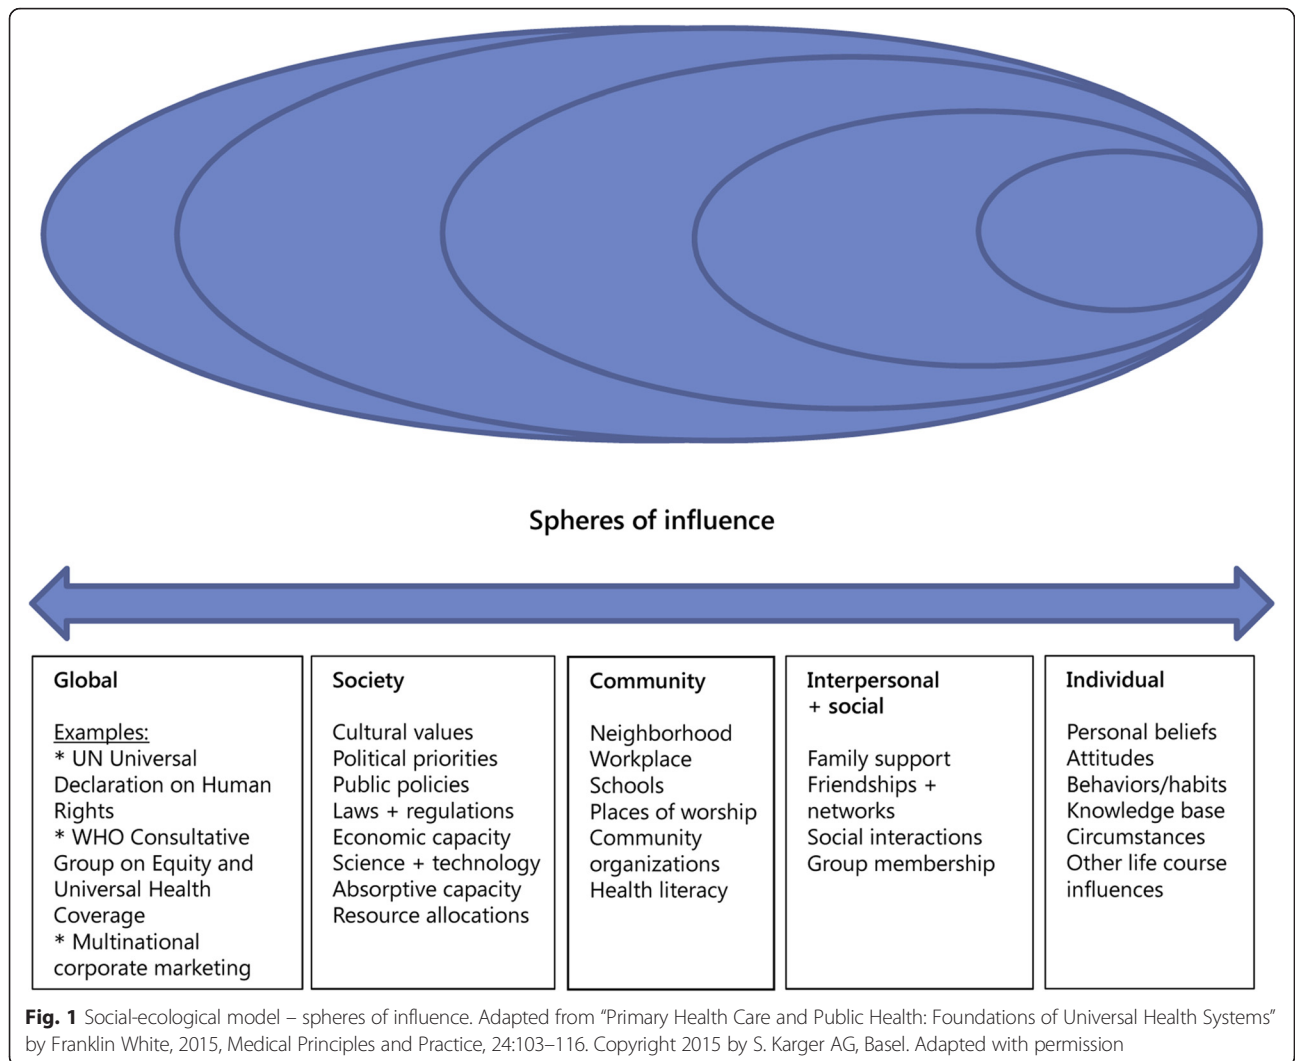 Spheres of influence
Global
Examples:
* UN Universal
Declaration on Human
Rights
* WHO Consultative
Group on Equity and
Universal Health
Coverage
* Multinational
corporate marketing
Society
Cultural values
Political priorities
Public policies
Laws + regulations
Economic capacity
Science + technology
Absorptive capacity
Resource allocations
Community
Neighborhood
Workplace
Schools
Places of worship
Community
organizations
Health literacy
Interpersonal
+ social
Family support
Friendships +
networks
Social interactions
Group membership
Individual
Personal beliefs
Attitudes
Behaviors/habits
Knowledge base
Circumstances
Other life course
influences
Fig. 1 Social-ecological model – spheres of influence. Adapted from “Primary Health Care and Public Health: Foundations of Universal Health Systems”
by Franklin White, 2015, Medical Principles and Practice, 24:103–116. Copyright 2015 by S. Karger AG, Basel. Adapted with permission